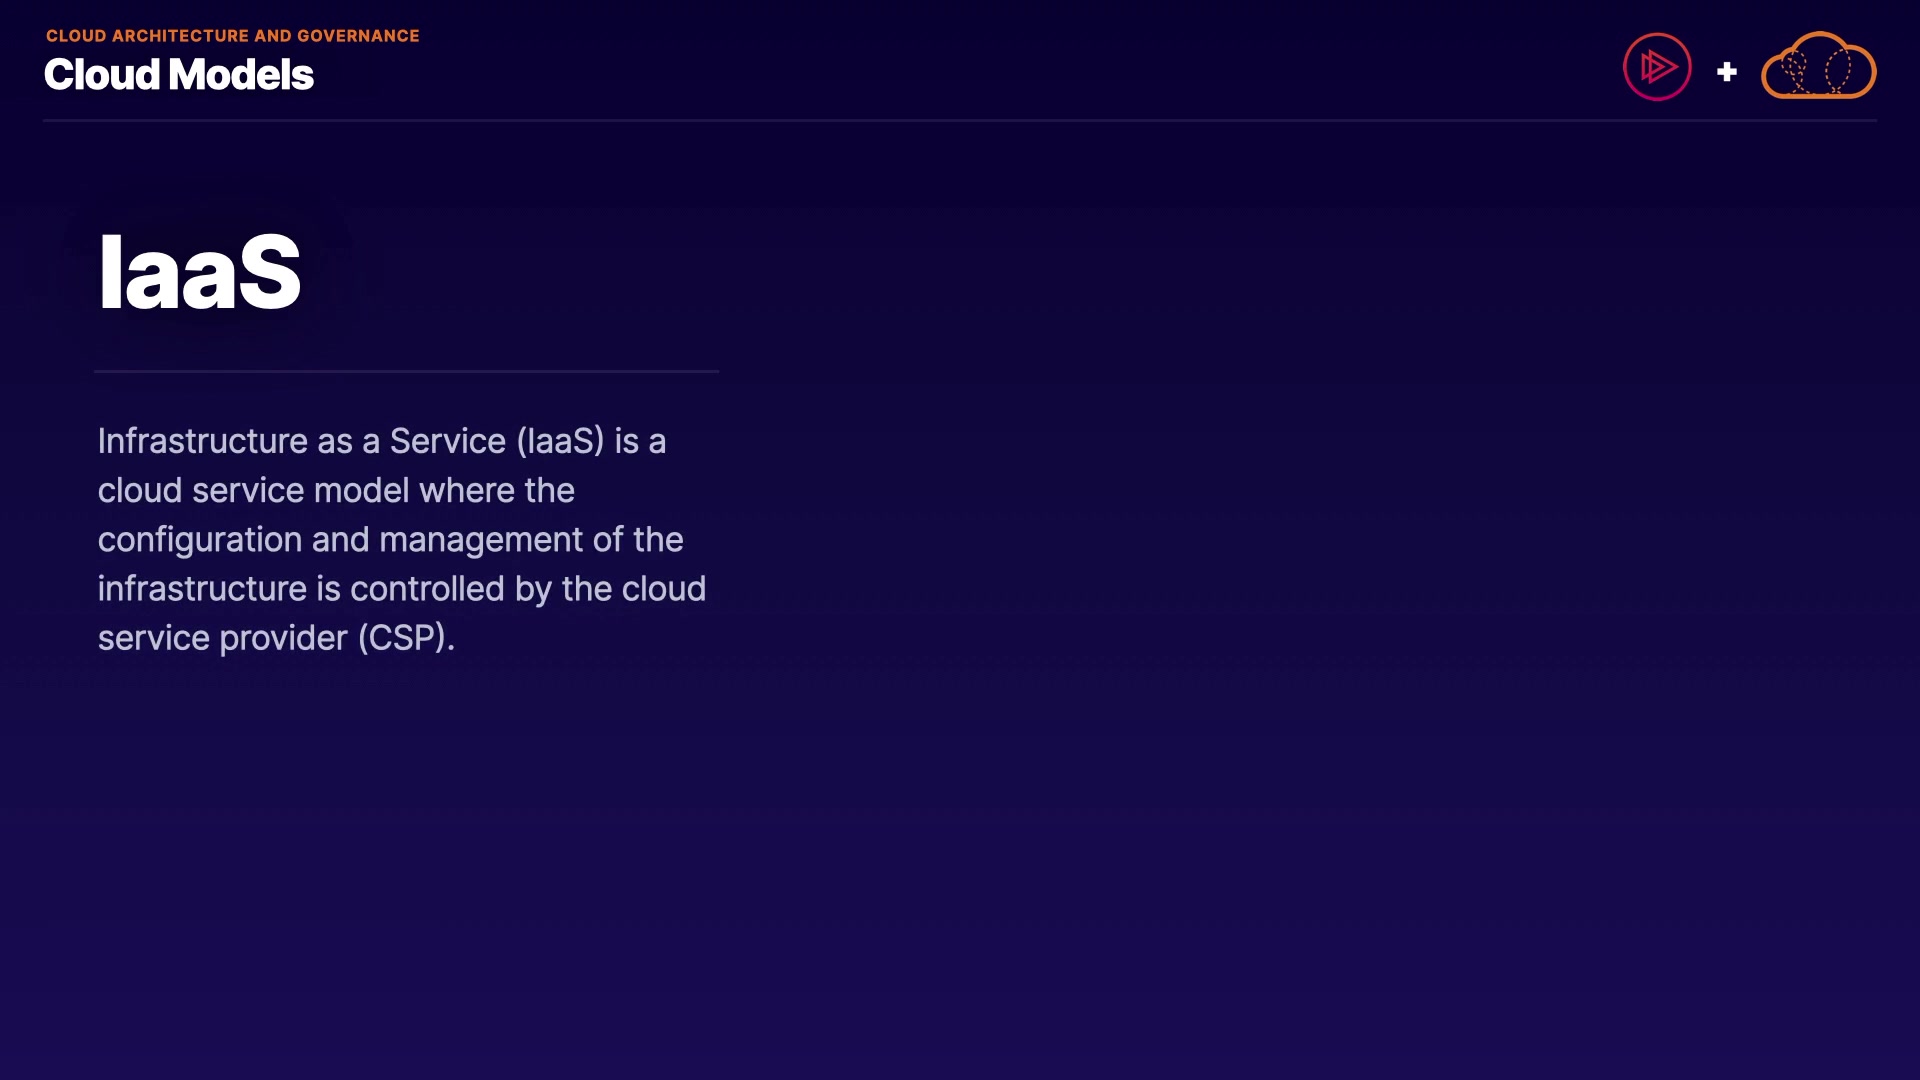 CLOUD ARCHITECTURE AND GOVERNANCE
Cloud Models
+
IaaS
Infrastructure as a Service (IaaS) is a
cloud service model where the
configuration and management of the
infrastructure is controlled by the cloud
service provider (CSP).